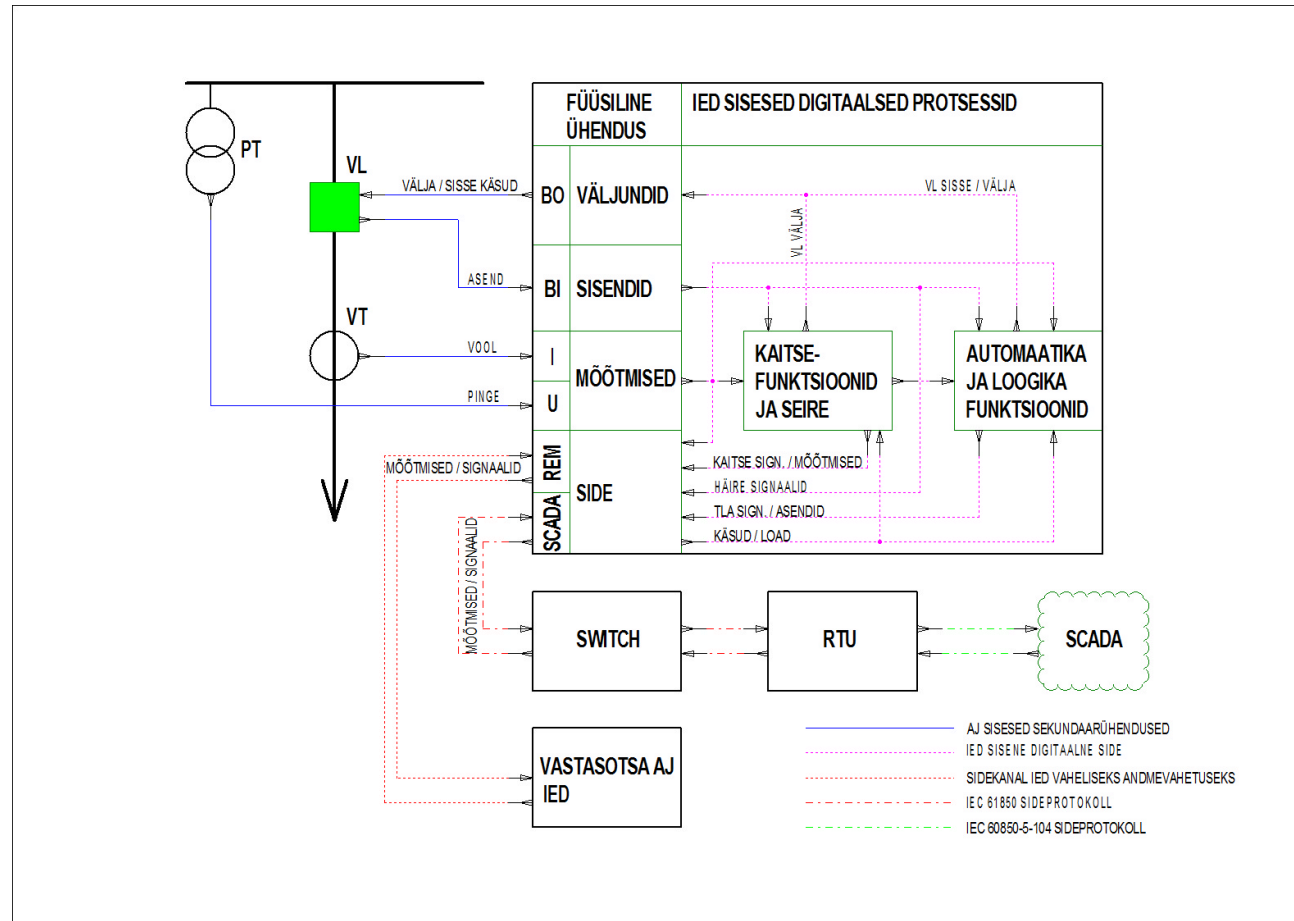 PT
VL
VT
VÄLJA / SISSE KÄSUD
ASEND
VOOL
PINGE
MÕÕTMISED / SIGNAALID
MÕÕTMISED / SIGNAALID
FÜÜSILINE
ÜHENDUS
IED SISESED DIGITAALSED PROTSESSID
BO
VÄLJUNDID
BI
SISENDID
I
U
MÕÕTMISED
REM
SCADA
SIDE
VL SISSE / VÄLJA
VL VÄLJA
KAITSE-
FUNKTSIOONID
JA SEIRE
AUTOMAATIKA
JA LOOGIKA
FUNKTSIOONID
KAITSE SIGN. / MÕÕTMISED
HÄIRE SIGNAALID
TLA SIGN. / ASENDID
KÄSUD / LOAD
SWITCH
RTU
SCADA
VASTASOTSA AJ
IED
AJ SISESED SEKUNDAARÜHENDUSED
IED SISENE DIGITAALNE SIDE
SIDEKANAL IED VAHELISEKS ANDMEVAHETUSEKS
IEC 61850 SIDEPROTOKOLL
IEC 60850-5-104 SIDEPROTOKOLL